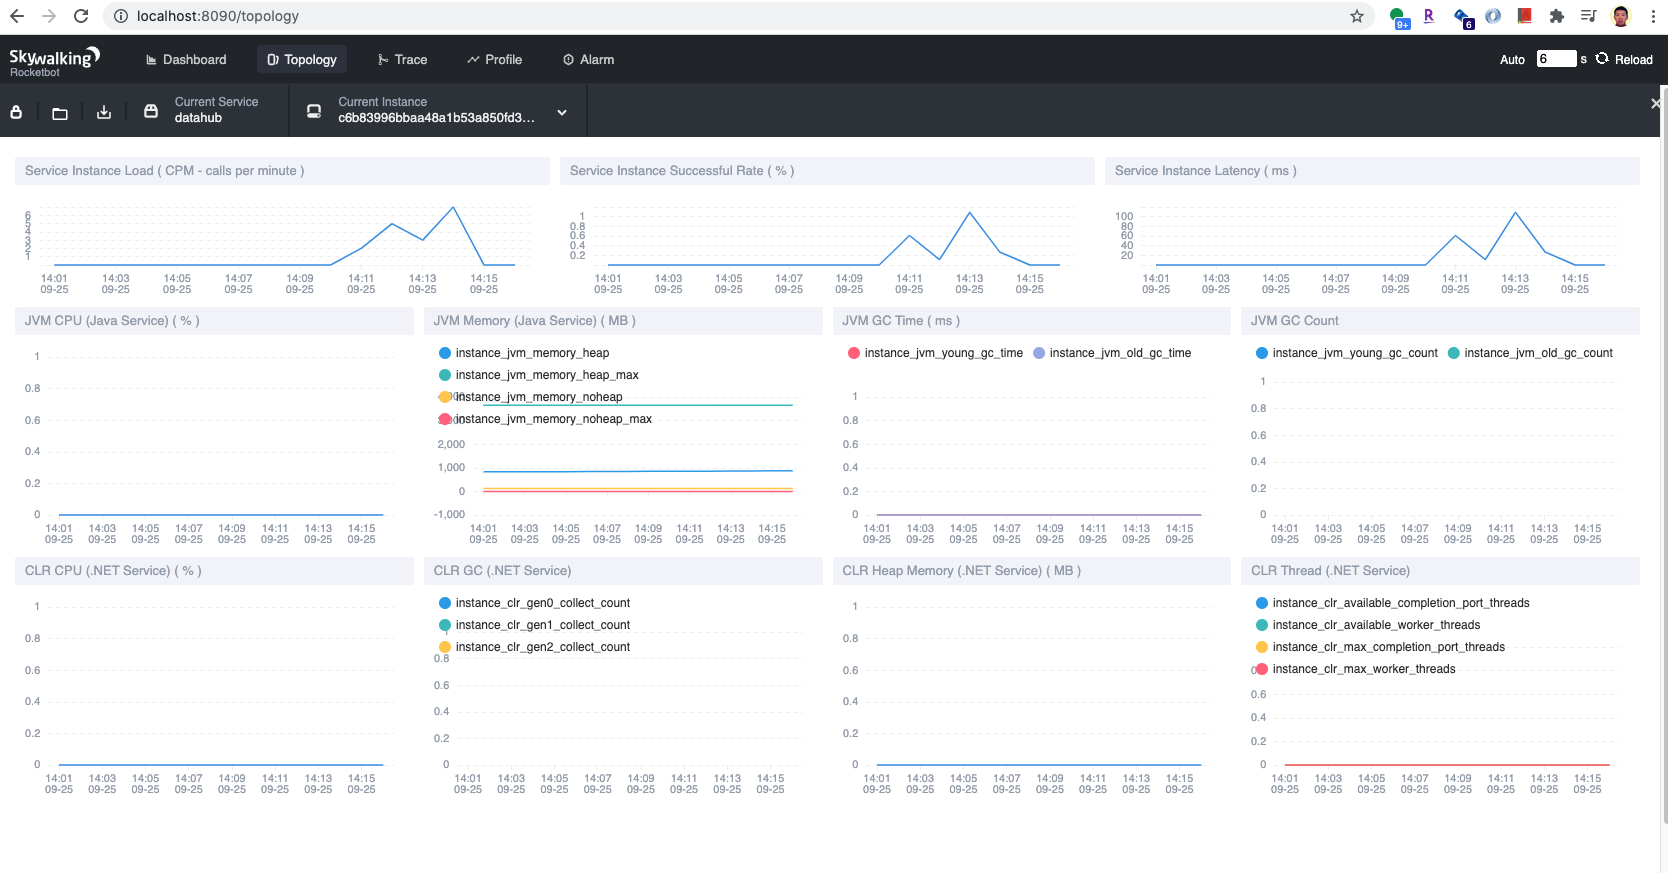 localhost:8090/topology
9+
R
6
Skywalking
Rocketbot
Dashboard
Topology
Trace
Profile
Alarm
Auto 6 s Reload
Current Service
datahub
Current Instance
c6b83996bbaa48a1b53a850fd3...
Service Instance Load ( CPM - calls per minute )
6
5
4
3
2
1
14:01 14:03 14:05 14:07 14:09 14:11 14:13 14:15
09-25 09-25 09-25 09-25 09-25 09-25 09-25 09-25
Service Instance Successful Rate ( % )
1
0.8
0.6
0.4
0.2
14:01 14:03 14:05 14:07 14:09 14:11 14:13 14:15
09-25 09-25 09-25 09-25 09-25 09-25 09-25 09-25
Service Instance Latency ( ms )
100
80
60
40
20
14:01 14:03 14:05 14:07 14:09 14:11 14:13 14:15
09-25 09-25 09-25 09-25 09-25 09-25 09-25 09-25
JVM CPU (Java Service) ( % )
1
0.8
0.6
0.4
0.2
0
14:01 14:03 14:05 14:07 14:09 14:11 14:13 14:15
09-25 09-25 09-25 09-25 09-25 09-25 09-25 09-25
JVM Memory (Java Service) ( MB )
instance_jvm_memory_heap
instance_jvm_memory_heap_max
instance_jvm_memory_noheap
instance_jvm_memory_noheap_max
2,000
1,000
0
-1,000
14:01 14:03 14:05 14:07 14:09 14:11 14:13 14:15
09-25 09-25 09-25 09-25 09-25 09-25 09-25 09-25
JVM GC Time ( ms )
instance_jvm_young_gc_time instance_jvm_old_gc_time
1
0.8
0.6
0.4
0.2
0
14:01 14:03 14:05 14:07 14:09 14:11 14:13 14:15
09-25 09-25 09-25 09-25 09-25 09-25 09-25 09-25
JVM GC Count
instance_jvm_young_gc_count instance_jvm_old_gc_count
1
0.8
0.6
0.4
0.2
0
14:01 14:03 14:05 14:07 14:09 14:11 14:13 14:15
09-25 09-25 09-25 09-25 09-25 09-25 09-25 09-25
CLR CPU (.NET Service) ( % )
1
0.8
0.6
0.4
0.2
0
14:01 14:03 14:05 14:07 14:09 14:11 14:13 14:15
09-25 09-25 09-25 09-25 09-25 09-25 09-25 09-25
CLR GC (.NET Service)
instance_clr_gen0_collect_count
instance_clr_gen1_collect_count
instance_clr_gen2_collect_count
0.8
0.6
0.4
0.2
0
14:01 14:03 14:05 14:07 14:09 14:11 14:13 14:15
09-25 09-25 09-25 09-25 09-25 09-25 09-25 09-25
CLR Heap Memory (.NET Service) ( MB )
1
0.8
0.6
0.4
0.2
0
14:01 14:03 14:05 14:07 14:09 14:11 14:13 14:15
09-25 09-25 09-25 09-25 09-25 09-25 09-25 09-25
CLR Thread (.NET Service)
instance_clr_available_completion_port_threads
instance_clr_available_worker_threads
instance_clr_max_completion_port_threads
instance_clr_max_worker_threads
0.6
0.4
0.2
0
14:01 14:03 14:05 14:07 14:09 14:11 14:13 14:15
09-25 09-25 09-25 09-25 09-25 09-25 09-25 09-25